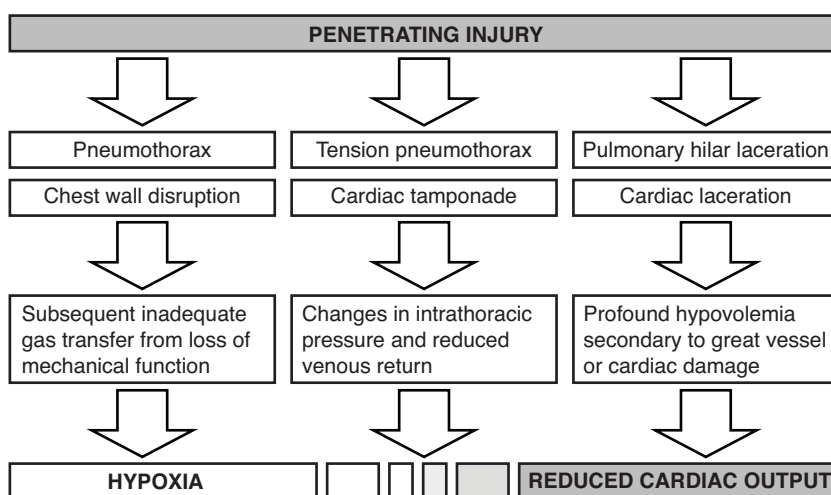 PENETRATING INJURY
Pneumothorax
Tension pneumothorax
Pulmonary hilar laceration
Chest wall disruption
Cardiac tamponade
Cardiac laceration
Subsequent inadequate
gas transfer from loss of
mechanical function
Changes in intrathoracic
pressure and reduced
venous return
Profound hypovolemia
secondary to great vessel
or cardiac damage
HYPOXIA
REDUCED CARDIAC OUTPUT